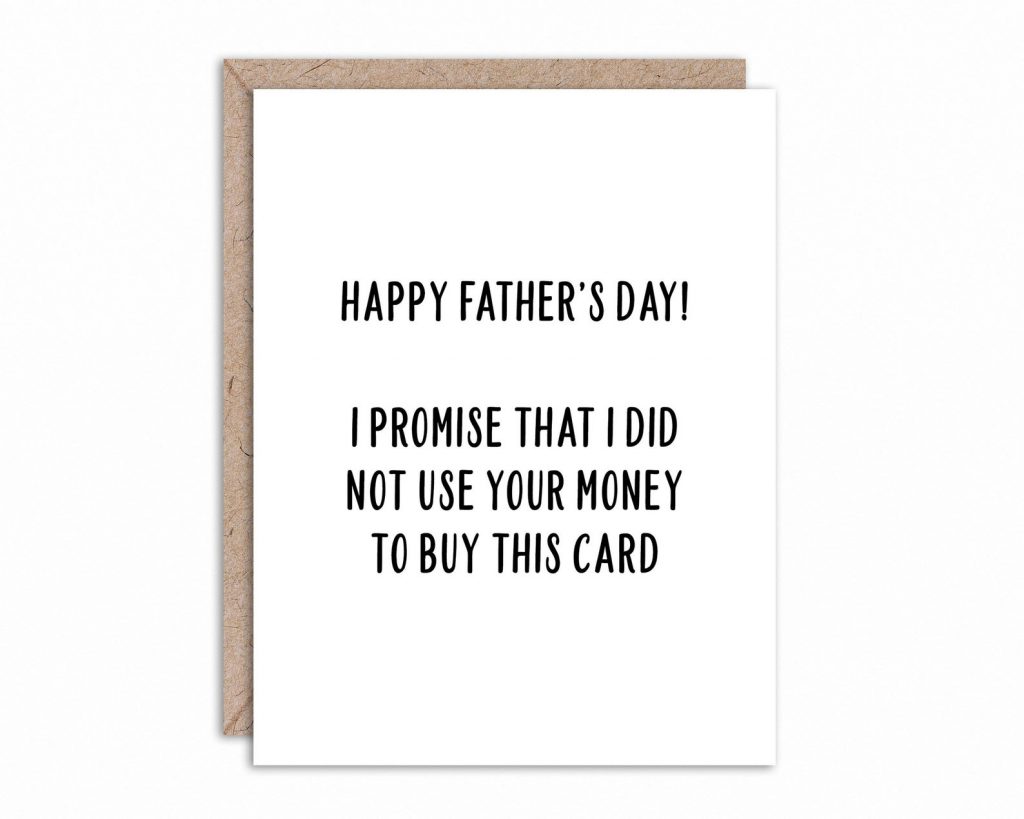 HAPPY FATHER'S DAY!
I PROMISE THAT I DID
NOT USE YOUR MONEY
TO BUY THIS CARD